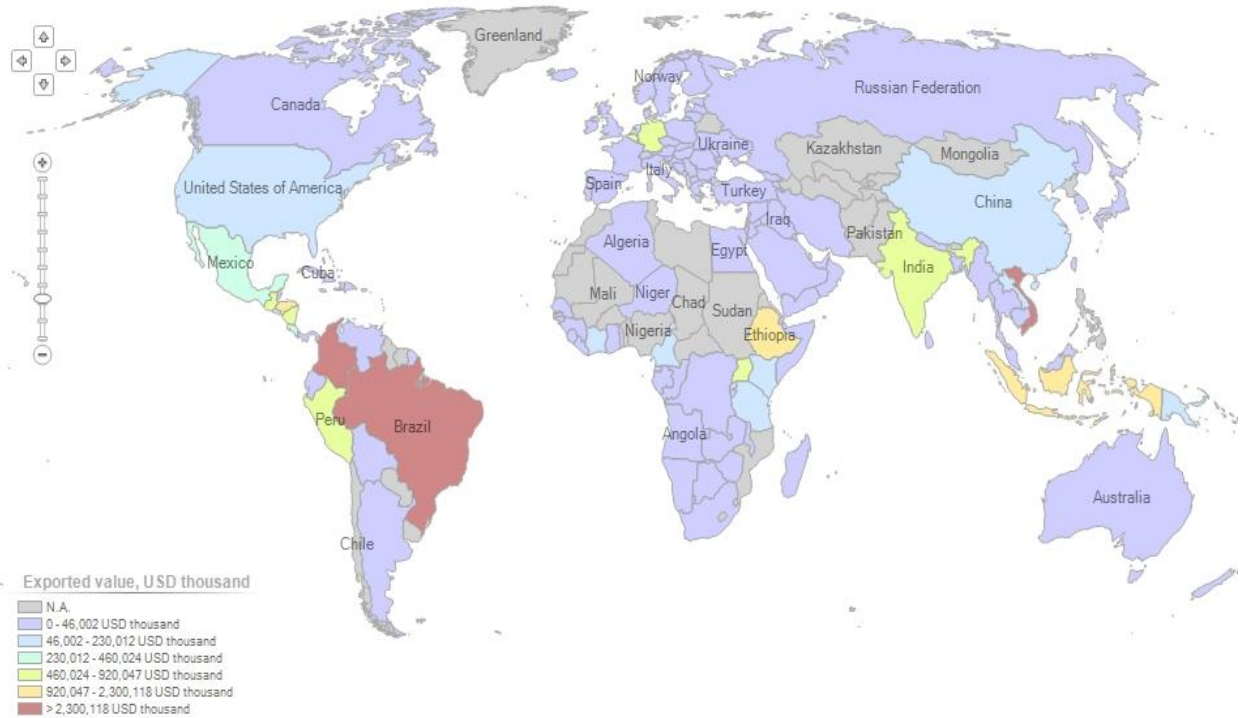 Greenland
Norway
Russian Federation
Canada
Ukraine
Kazakhstan
Mongolia
Italy
United States of America
Spain
Turkey
China
Iraq
Pakistan
Algeria
Egypt
Mexico
Cuba
India
Mali
Niger
Chad
Sudan
Nigeria
Ethiopia
Peru
Brazil
Angola
Australia
Chile
Exported value, USD thousand
N.A.
0 - 46,002 USD thousand
46,002 - 230,012 USD thousand
230,012 - 460,024 USD thousand
460,024 - 920,047 USD thousand
920,047 - 2,300,118 USD thousand
> 2,300,118 USD thousand